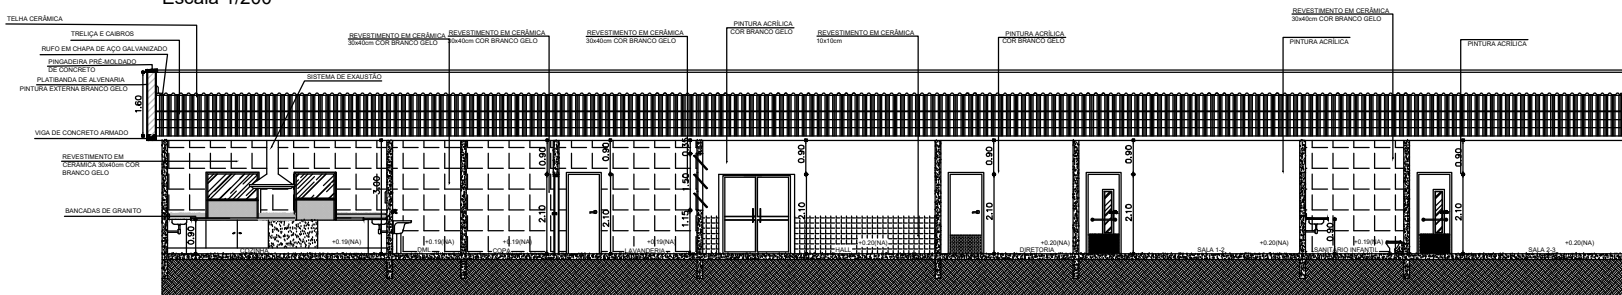 Escala 1/200
TELHA CERÂMICA
TRELIÇA E CAIBROS
RUFO EM CHAPA DE AÇO GALVANIZADO
PINGADEIRA PRÉ-MOLDADO
DE CONCRETO
PLATIBANDA DE ALVENARIA
PINTURA EXTERNA BRANCO GELO
1.60
VIGA DE CONCRETO ARMADO
REVESTIMENTO EM
CERÂMICA 30x40cm COR
BRANCO GELO
BANCADAS DE GRANITO
SISTEMA DE EXAUSTÃO
REVESTIMENTO EM CERÂMICA
30x40cm COR BRANCO GELO
REVESTIMENTO EM CERÂMICA
30x40cm COR BRANCO GELO
REVESTIMENTO EM CERÂMICA
30x40cm COR BRANCO GELO
PINTURA ACRÍLICA
COR BRANCO GELO
REVESTIMENTO EM CERÂMICA
10x10cm
PINTURA ACRÍLICA
COR BRANCO GELO
REVESTIMENTO EM CERÂMICA
30x40cm COR BRANCO GELO
PINTURA ACRÍLICA
PINTURA ACRÍLICA
0.90
3.00
0.90
2.10
0.90
2.10
1.50
1.15
0.90
2.10
0.90
2.10
0.90
2.10
0.90
0.90
2.10
COZINHA
+0.19(NA)
DML
+0.19(NA)
COPA
+0.19(NA)
LAVANDERIA
+0.19(NA)
HALL
+0.20(NA)
DIRETORIA
+0.20(NA)
SALA 1-2
+0.20(NA)
SANITÁRIO INFANTIL
+0.19(NA)
SALA 2-3
+0.20(NA)